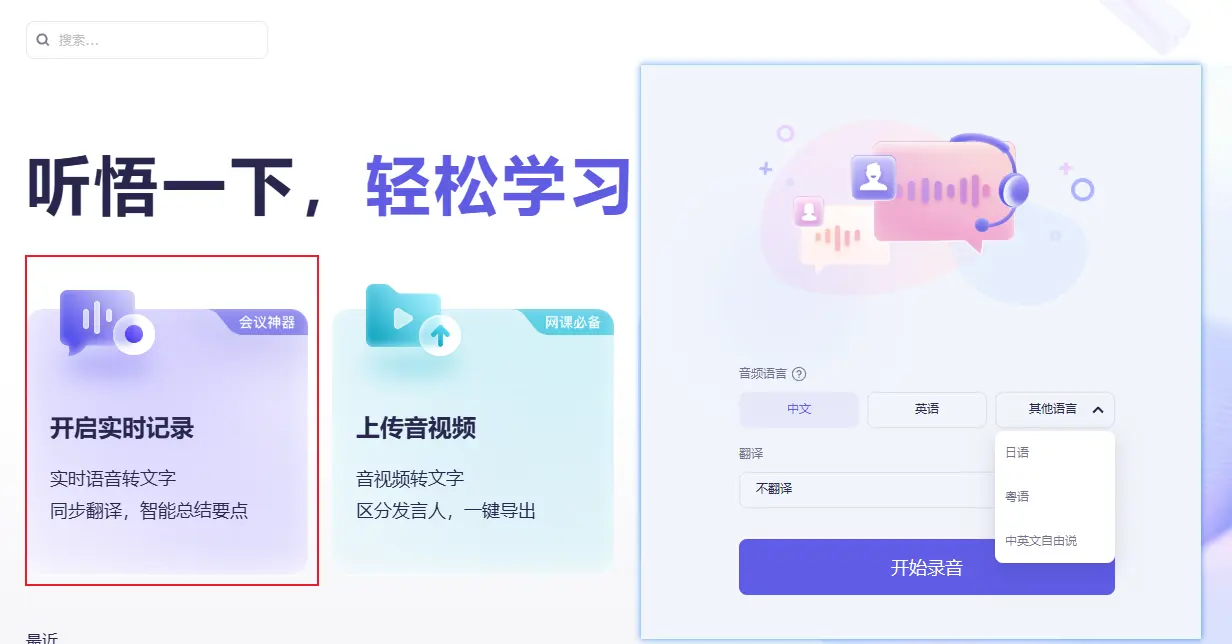 搜索...
听悟一下，轻松学习
会议神器
开启实时记录
实时语音转文字
同步翻译，智能总结要点
网课必备
上传音视频
音视频转文字
区分发言人，一键导出
最近
音频语言 ?
中文 英语 其他语言
日语
粤语
中英文自由说
翻译
不翻译
开始录音